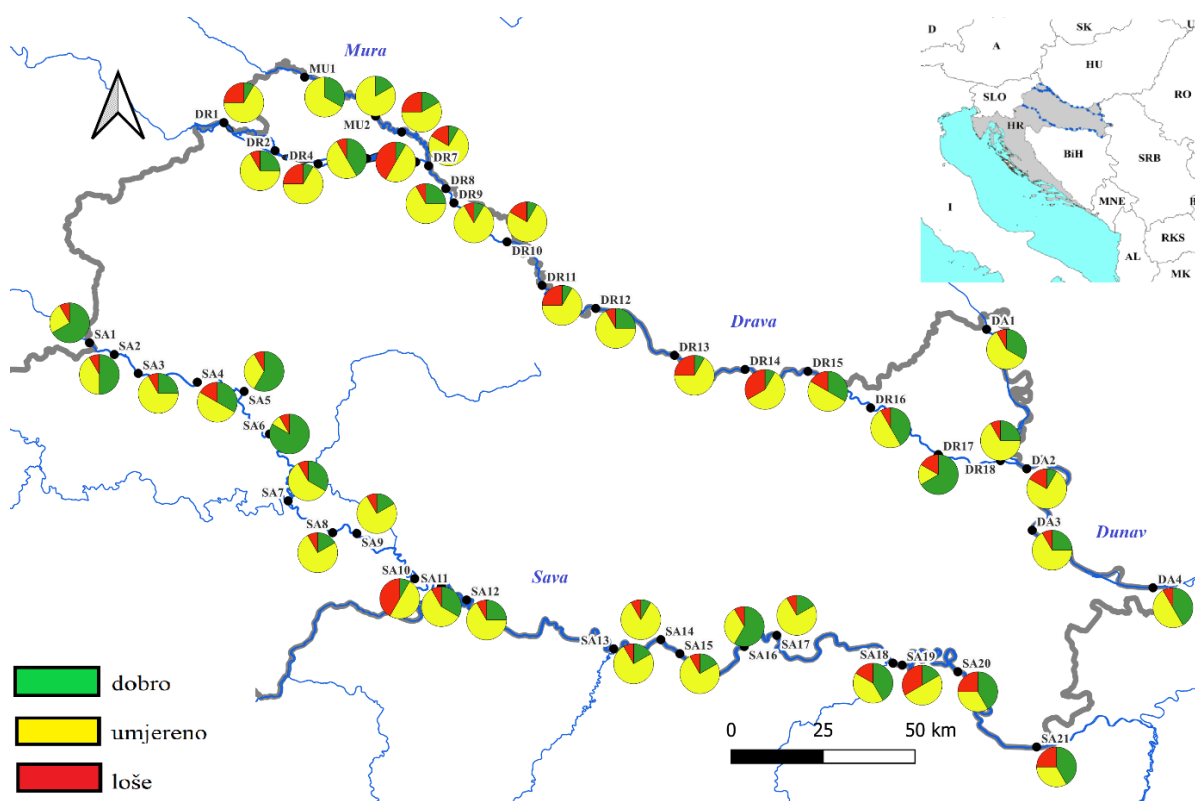 Mura
MU1
DR1
MU2
DR2
DR4
DR7
DR8
DR9
DR10
DR11
DR12
Drava
DR13
DR14
DR15
DR16
DR17
DR18
DA1
DA2
DA3
Dunav
DA4
SA1
SA2
SA3
SA4
SA5
SA6
SA7
SA8
SA9
SA10
SA11
SA12
Sava
SA13
SA14
SA15
SA16
SA17
SA18
SA19
SA20
SA21
D
A
SK
U
HU
SLO
RO
HR
BiH
SRB
I
MNE
B
RKS
AL
MK
dobro
umjereno
loše
0 25 50 km